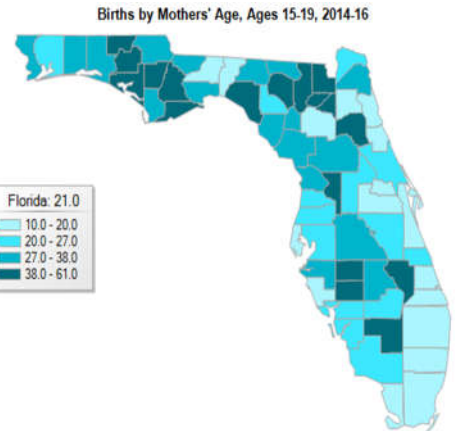 Births by Mothers' Age, Ages 15-19, 2014-16
Florida: 21.0
10.0 - 20.0
20.0 - 27.0
27.0 - 38.0
38.0 - 61.0